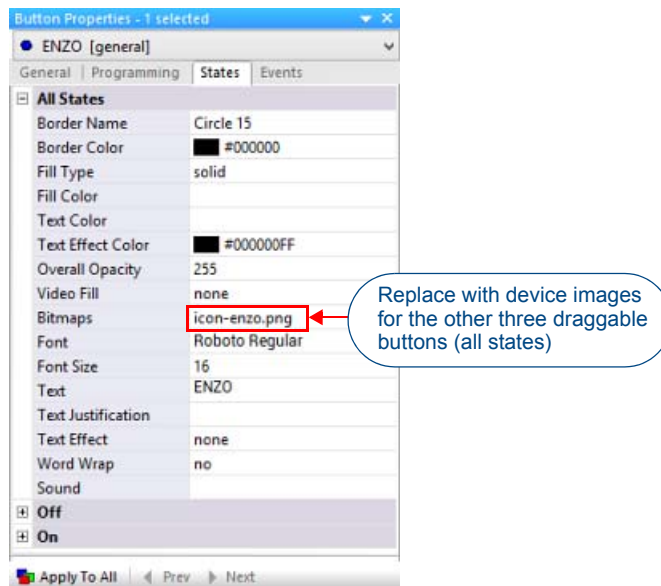 Button Properties - 1 selected
ENZO [general]
General | Programming States Events
All States
Border Name Circle 15
Border Color #000000
Fill Type solid
Fill Color
Text Color
Text Effect Color #000000FF
Overall Opacity 255
Video Fill none
Bitmaps icon-enzo.png
Font Roboto Regular
Font Size 16
Text ENZO
Text Justification
Text Effect none
Word Wrap no
Sound
Off
On
Apply To All Prev Next
Replace with device images
for the other three draggable
buttons (all states)